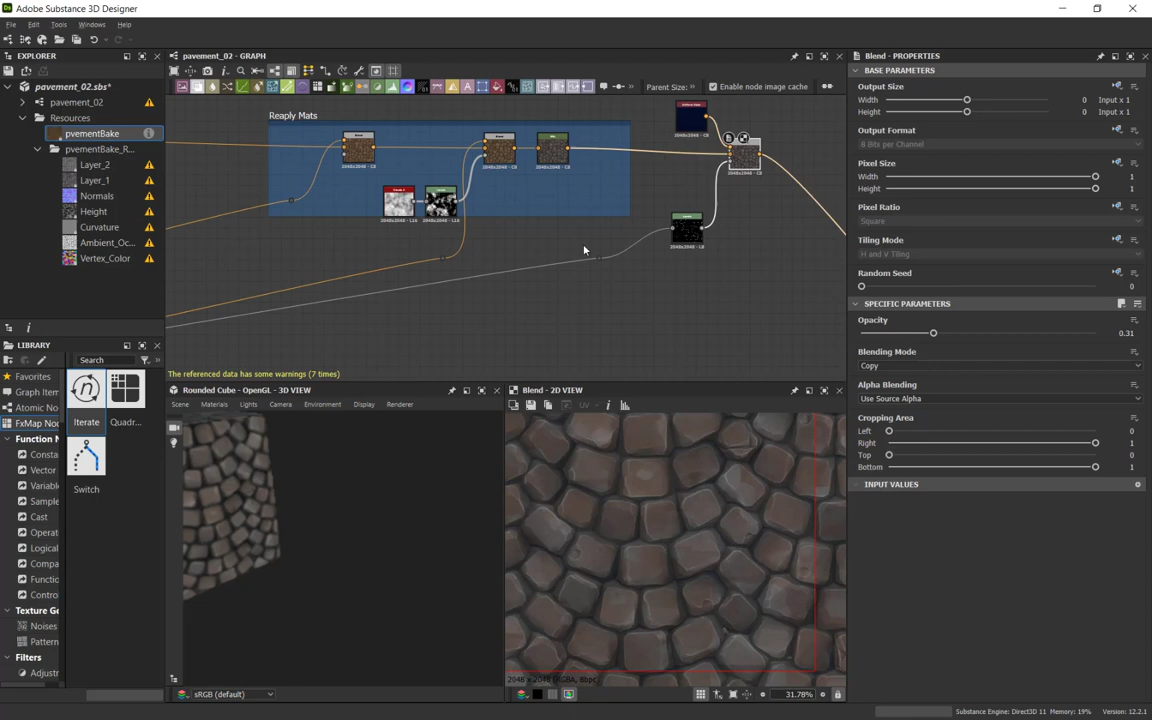 Adobe Substance 3D Designer
File Edit Tools Windows Help
EXPLORER
pavement_02.sbs*
pavement_02
Resources
pvementBake
pvementBake_R...
Layer_2
Layer_1
Normals
Height
Curvature
Ambient_Oc...
Vertex_Color
LIBRARY
Search
Favorites
Graph Item
Atomic No
FxMap Nod
Function N
Consta
Vector
Variab
Sample
Cast
Operat
Logical
Compa
Functio
Contro
Texture Ge
Noises
Pattern
Filters
Adjust
Iterate
Quadr...
Switch
pavement_02 - GRAPH
Parent Size:
Enable node image cache
Reaply Mats
The referenced data has some warnings (7 times)
Rounded Cube - OpenGL - 3D VIEW
Scene Materials Lights Camera Environment Display Renderer
sRGB (default)
Blend - 2D VIEW
UV
2048 x 2048 (RGBA, 8bpc)
31.78%
Blend - PROPERTIES
BASE PARAMETERS
Output Size
Width 0 Input x 1
Height 0 Input x 1
Output Format
8 Bits per Channel
Pixel Size
Width 1
Height 1
Pixel Ratio
Square
Tiling Mode
H and V Tiling
Random Seed
0
SPECIFIC PARAMETERS
Opacity
0.31
Blending Mode
Copy
Alpha Blending
Use Source Alpha
Cropping Area
Left 0
Right 1
Top 0
Bottom 1
INPUT VALUES
Substance Engine: Direct3D 11 Memory: 19% Version: 12.2.1